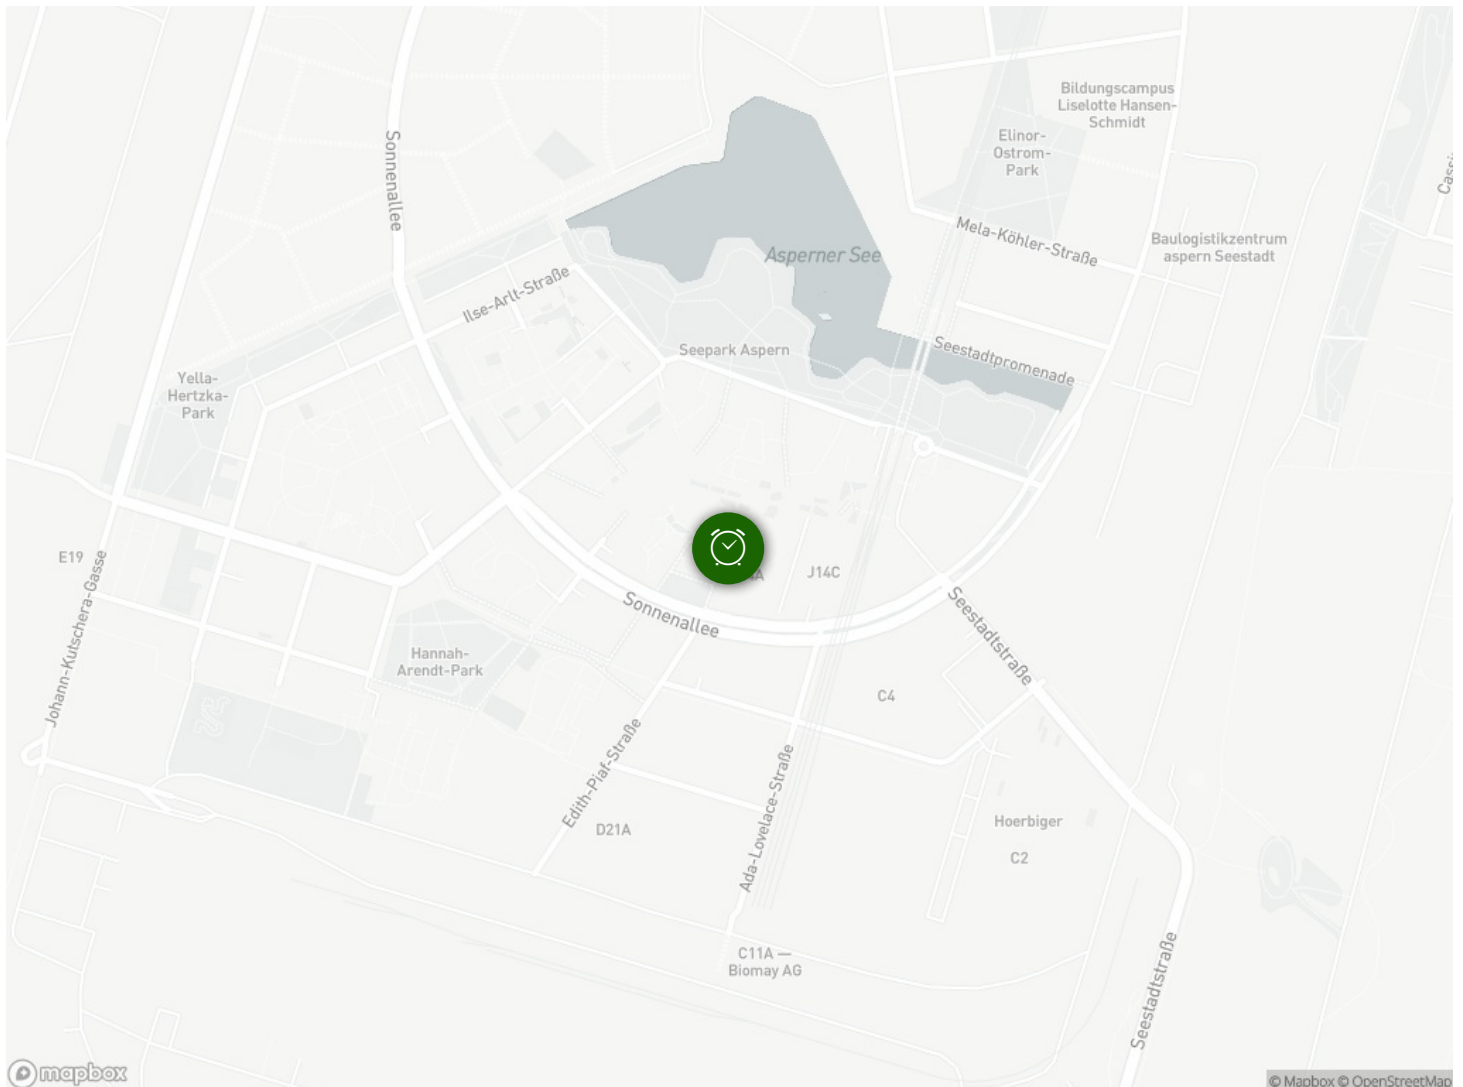 Bildungscampus
Liselotte Hansen-
Schmidt
Elinor-
Ostrom-
Park
Sonnenallee
Mela-Köhler-Straße
Baulogistikzentrum
aspern Seestadt
Asperner See
Ilse-Arlt-Straße
Seepark Aspern
Seestadtpromenade
Yella-
Hertzka-
Park
E19
J14C
Johann-Kutschera-Gasse
Sonnenallee
Seestadtstraße
Hannah-
Arendt-Park
C4
Edith-Piaf-Straße
Ada-Lovelace-Straße
D21A
Hoerbiger
C2
C11A —
Biomay AG
Seestadtstraße
mapbox
© Mapbox © OpenStreetMap